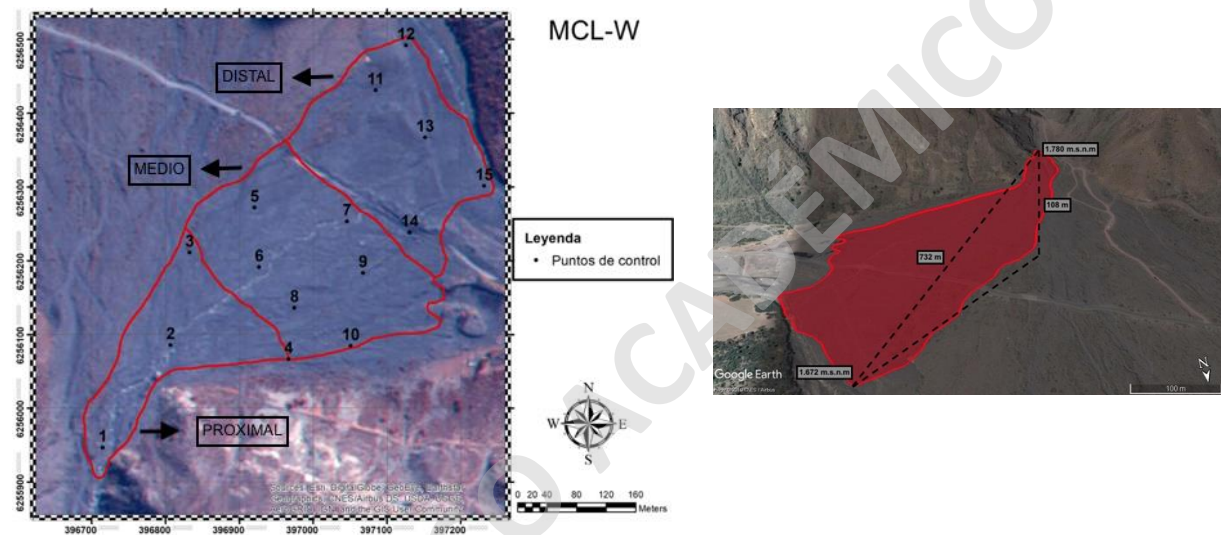 MCL-W
6256500
6256400
6256300
6256200
6256100
6256000
6255900
DISTAL
MEDIO
PROXIMAL
12
11
13
15
5
7
14
3
6
9
8
2
10
4
1
396700 396800 396900 397000 397100 397200
Leyenda
Puntos de control
N
W E
S
0 20 40 80 120 160
Meters
1.780 m.s.n.m
108 m
732 m
1.672 m.s.n.m
Google Earth
N
100 m
O ACADÉMICO